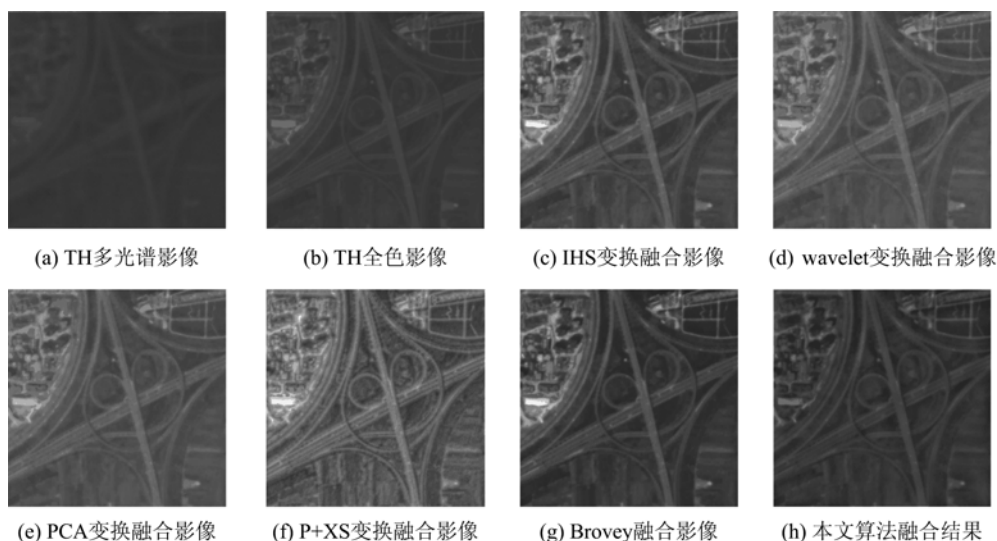 (a) TH多光谱影像
(b) TH全色影像
(c) IHS变换融合影像
(d) wavelet变换融合影像
(e) PCA变换融合影像
(f) P+XS变换融合影像
(g) Brovey融合影像
(h) 本文算法融合结果